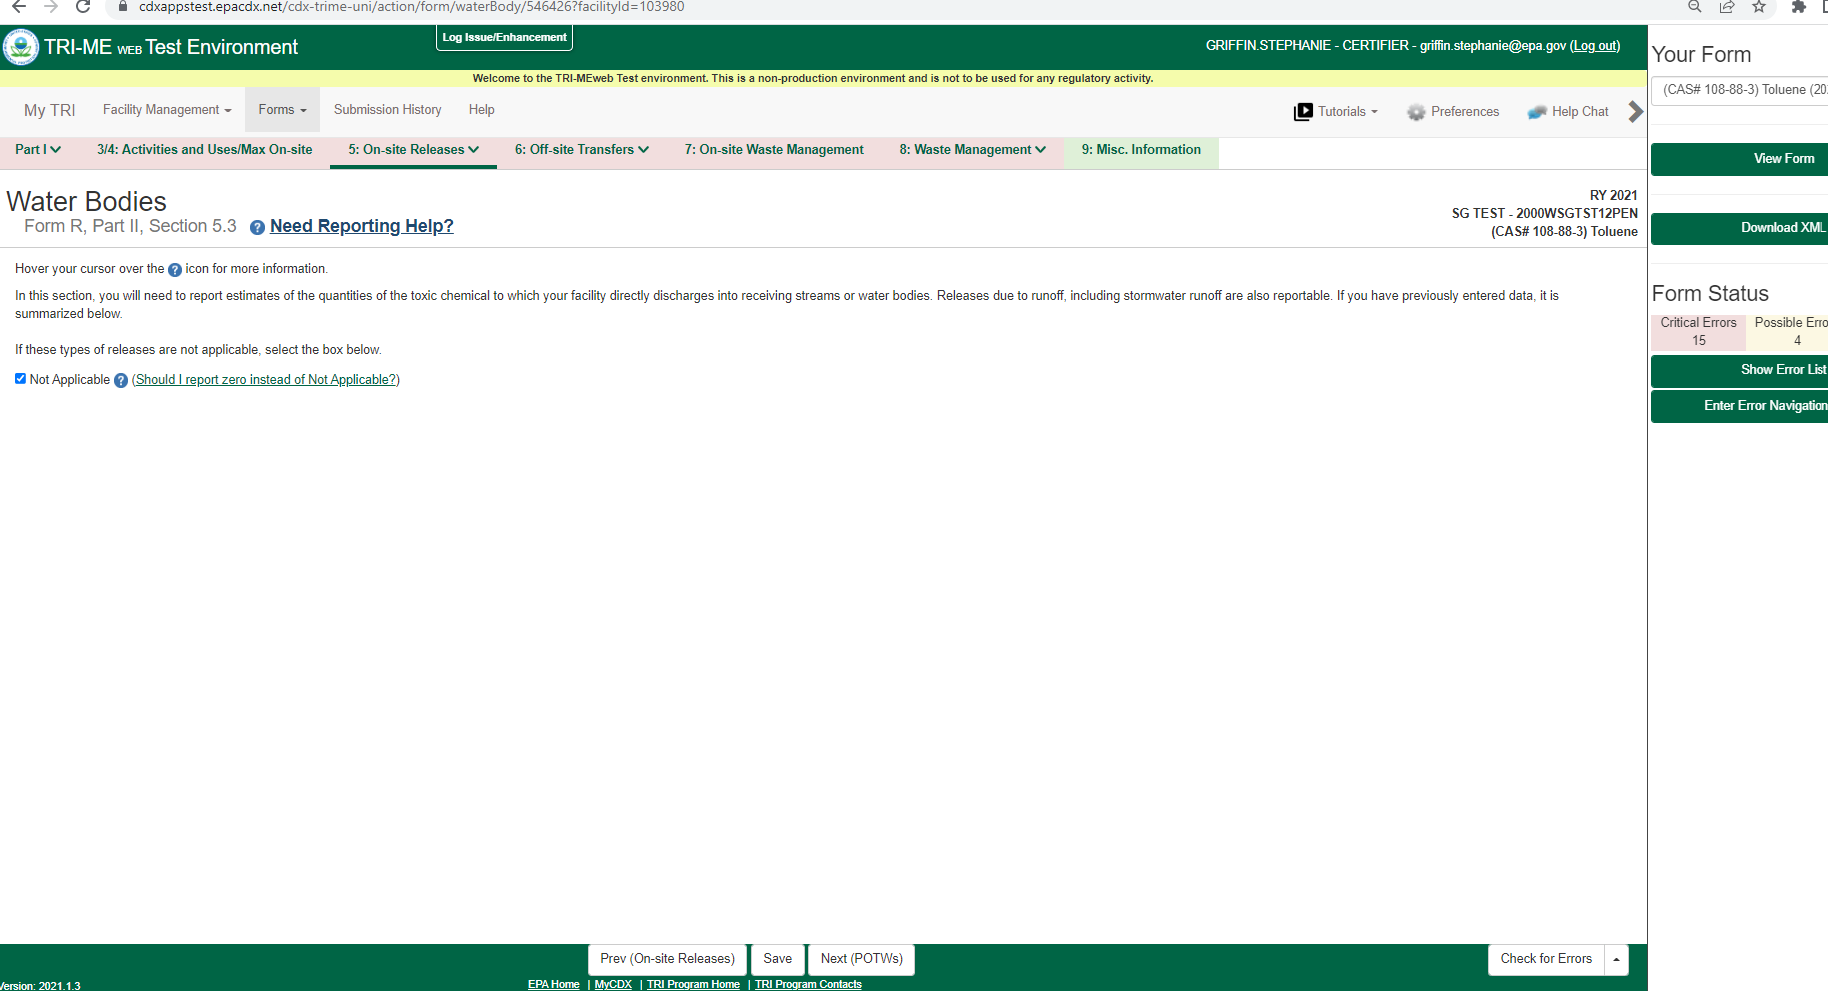 cdxappstest.epacdx.net/cdx-trime-uni/action/form/waterBody/546426?facilityId=103980
TRI-ME WEB Test Environment
Log Issue/Enhancement
GRIFFIN.STEPHANIE - CERTIFIER - griffin.stephanie@epa.gov (Log out)
Welcome to the TRI-MEweb Test environment. This is a non-production environment and is not to be used for any regulatory activity.
My TRI Facility Management Forms Submission History Help Tutorials Preferences Help Chat
Part I 3/4: Activities and Uses/Max On-site 5: On-site Releases 6: Off-site Transfers 7: On-site Waste Management 8: Waste Management 9: Misc. Information
Water Bodies
Form R, Part II, Section 5.3 ? Need Reporting Help?
RY 2021
SG TEST - 2000WSGTST12PEN
(CAS# 108-88-3) Toluene
Hover your cursor over the ? icon for more information.
In this section, you will need to report estimates of the quantities of the toxic chemical to which your facility directly discharges into receiving streams or water bodies. Releases due to runoff, including stormwater runoff are also reportable. If you have previously entered data, it is
summarized below.
If these types of releases are not applicable, select the box below.
Not Applicable ? (Should I report zero instead of Not Applicable?)
Your Form
(CAS# 108-88-3) Toluene (20
View Form
Download XML
Form Status
Critical Errors
15
Possible Erro
4
Show Error List
Enter Error Navigation
Prev (On-site Releases) Save Next (POTWs) Check for Errors
Version: 2021.1.3
EPA Home | MyCDX | TRI Program Home | TRI Program Contacts